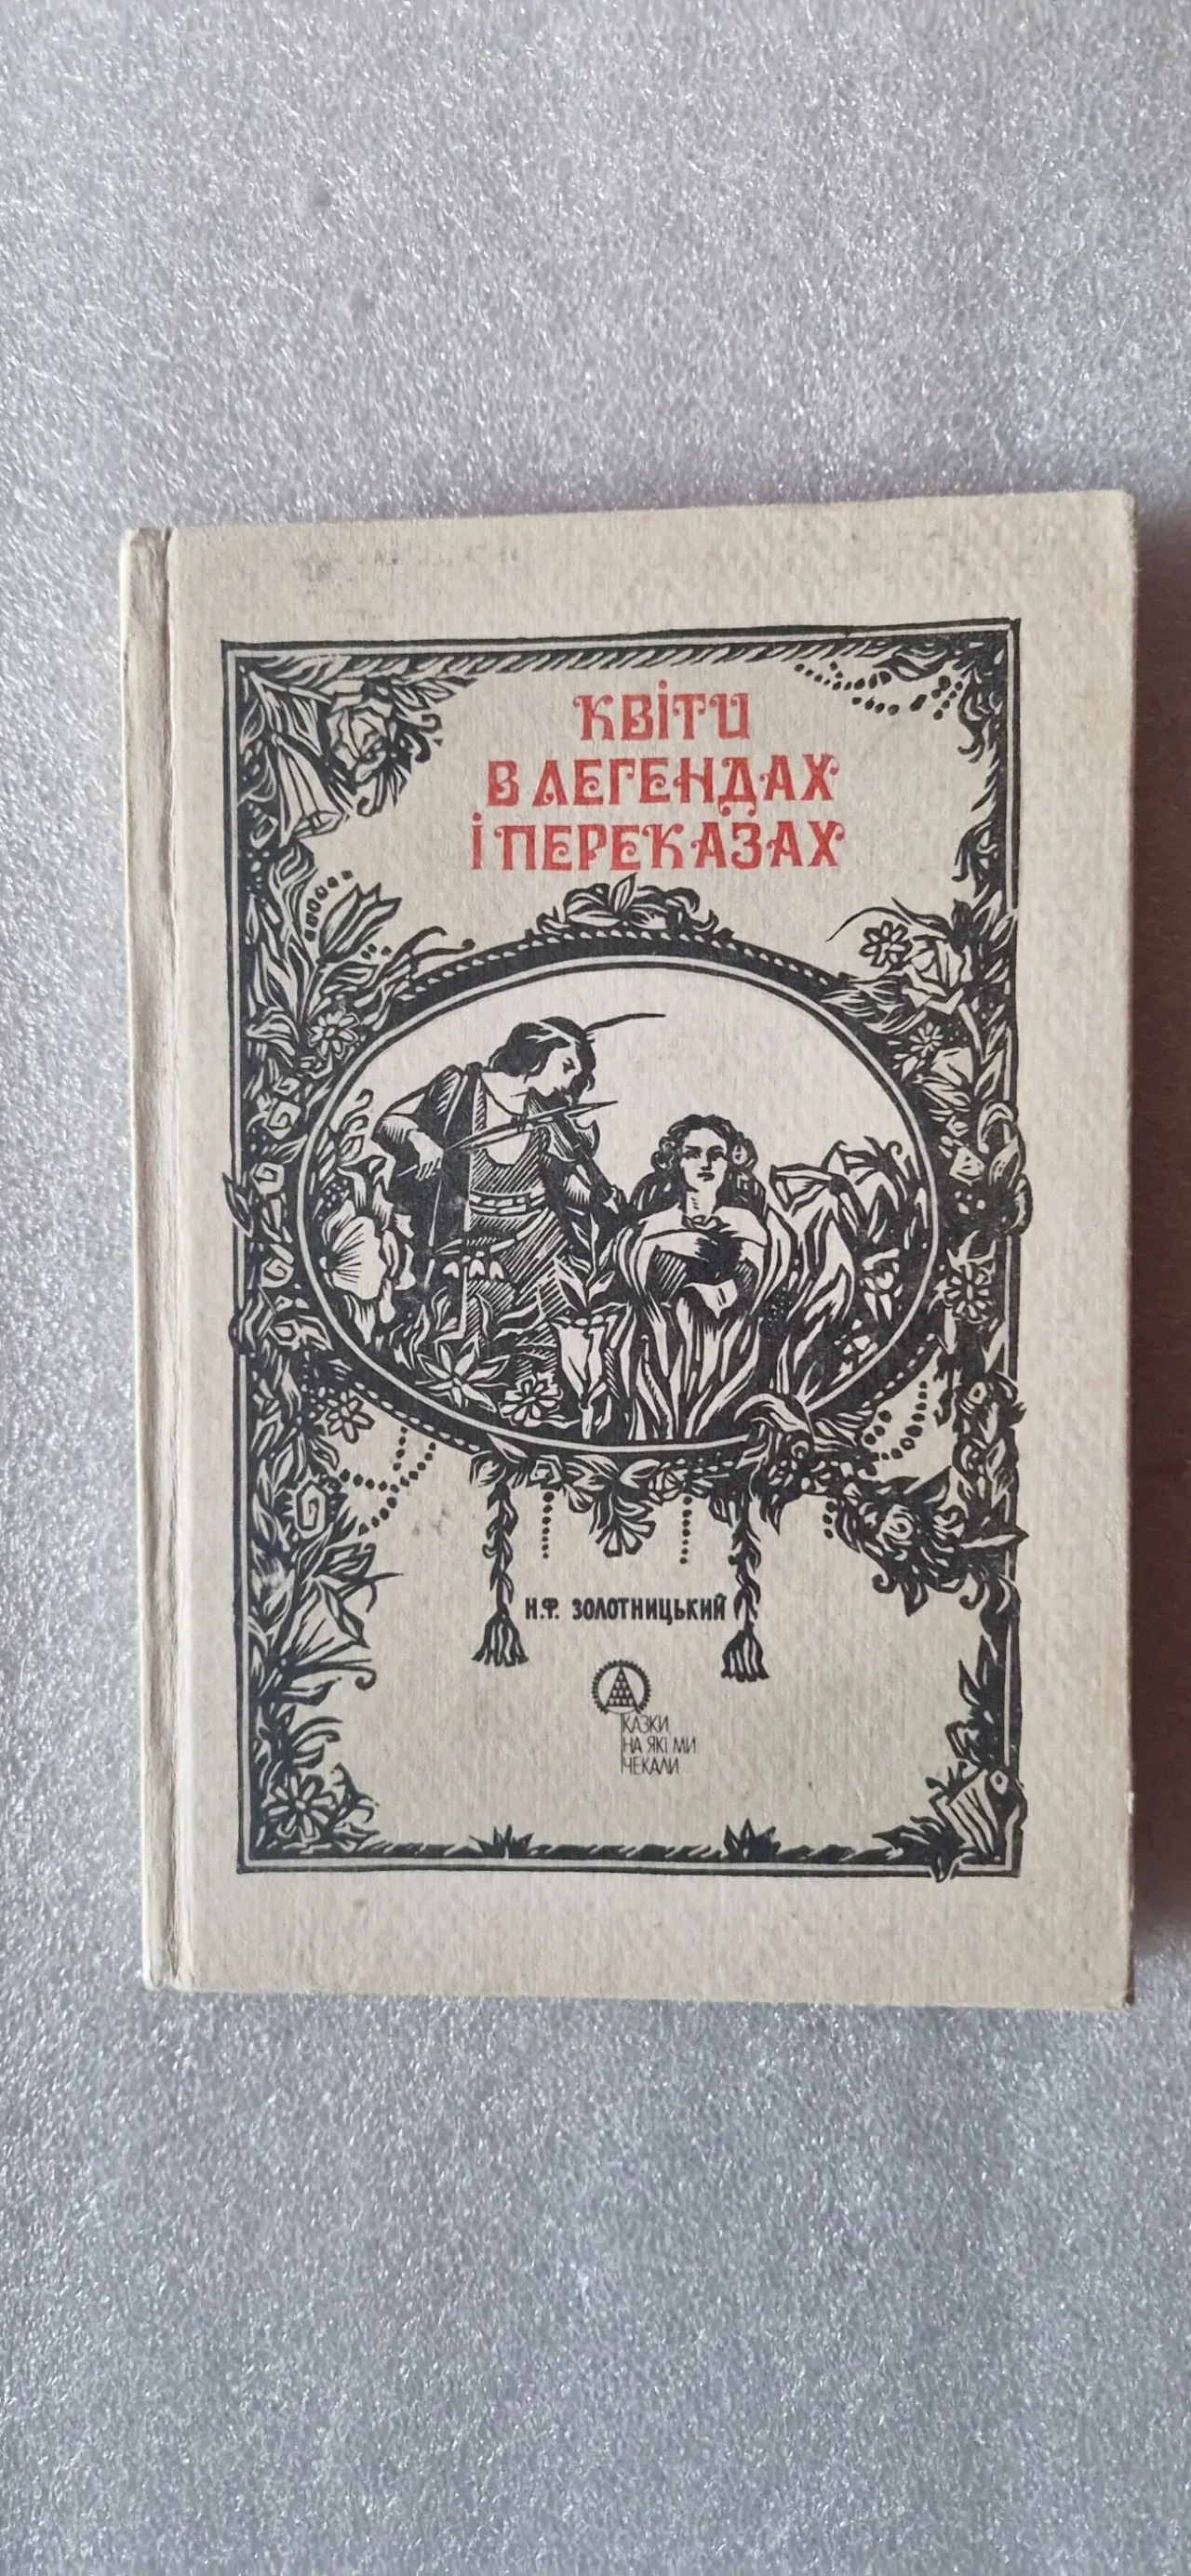 КВІТИ
В ЛЕГЕНДАХ
І ПЕРЕКАЗАХ
Н.Ф. ЗОЛОТНИЦЬКИЙ
КАЗКИ
НА ЯКІ МИ
ЧЕКАЛИ